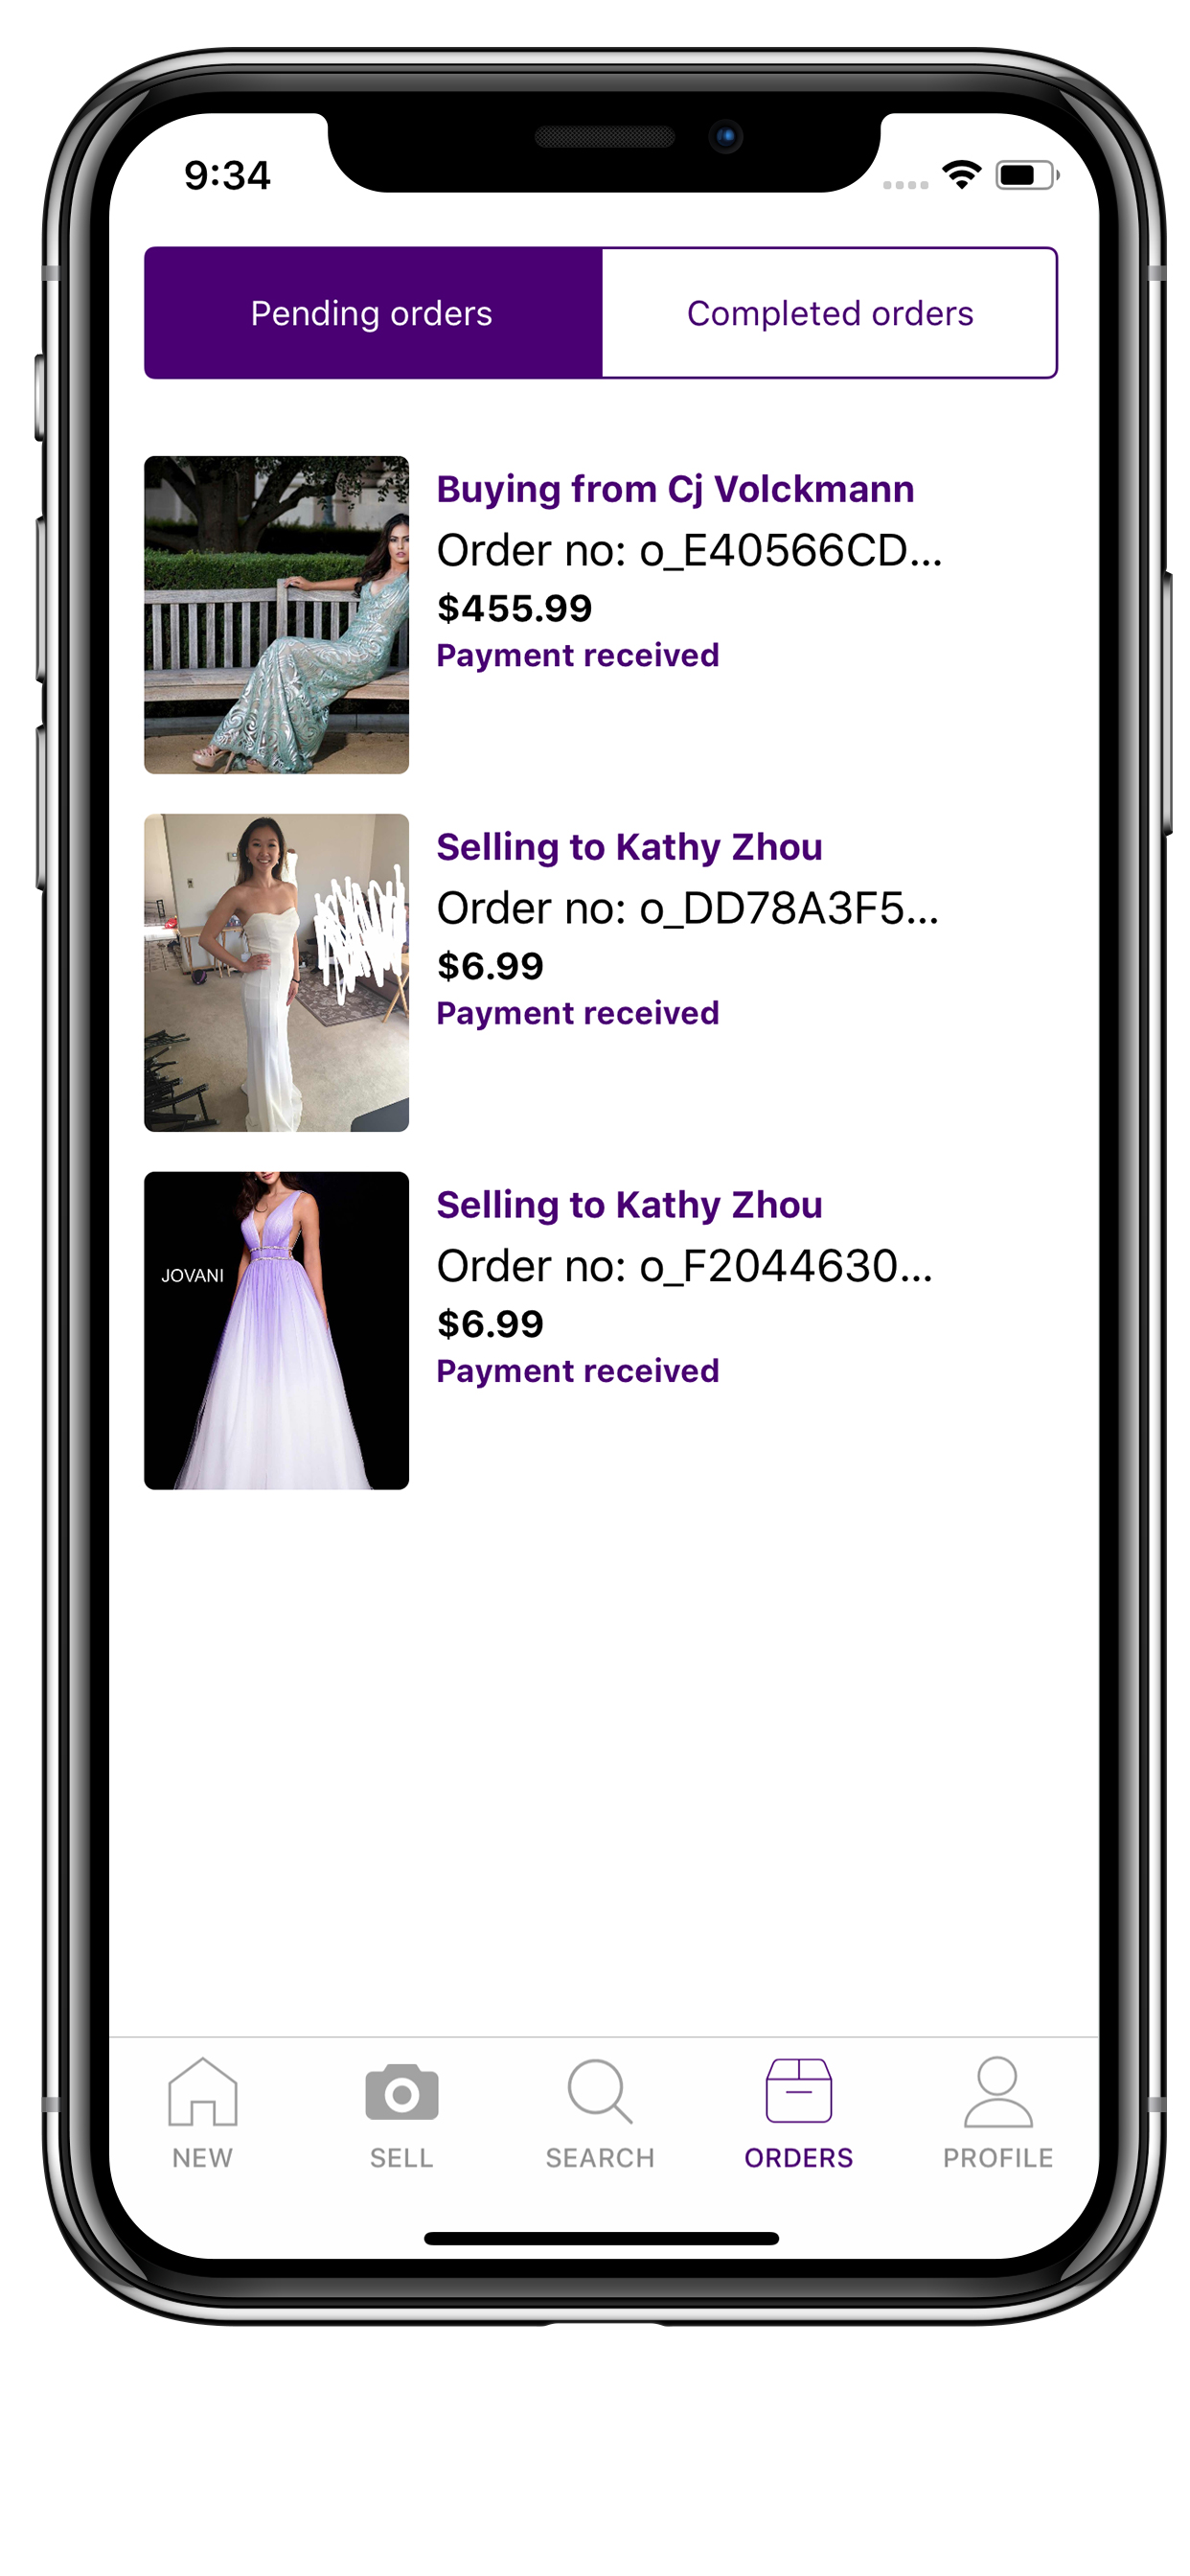 9:34
Pending orders
Completed orders
Buying from Cj Volckmann
Order no: o_E40566CD...
$455.99
Payment received
Selling to Kathy Zhou
Order no: o_DD78A3F5...
$6.99
Payment received
JOVANI
Selling to Kathy Zhou
Order no: o_F2044630...
$6.99
Payment received
NEW
SELL
SEARCH
ORDERS
PROFILE